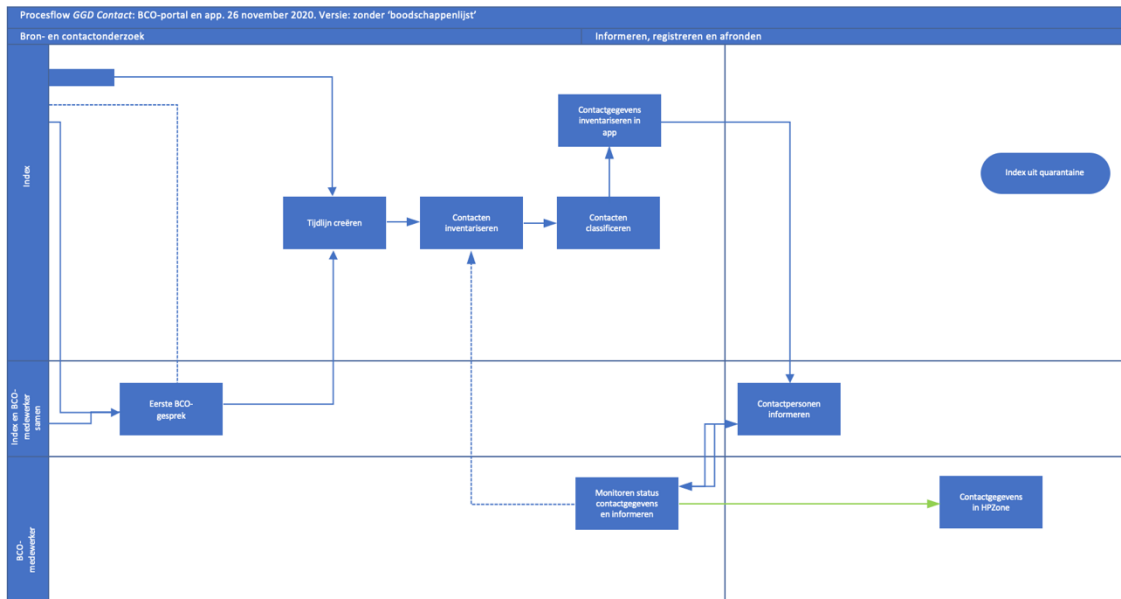 Procesflow GGD Contact: BCO-portal en app. 26 november 2020. Versie: zonder ‘boodschappenlijst’
Bron- en contactonderzoek
Informeren, registreren en afronden
Index
Contactgegevens
inventariseren in
app
Index uit quarantaine
Tijdlijn creëren
Contacten
inventariseren
Contacten
classificeren
Index en BCO-
medewerker
samen
Eerste BCO-
gesprek
Contactpersonen
informeren
BCO-
medewerker
Monitoren status
contactgegevens
en informeren
Contactgegevens
in HPZone